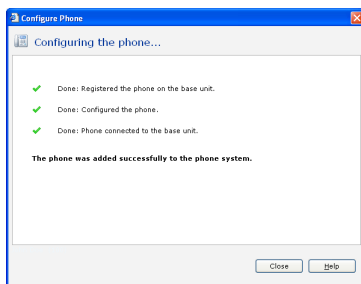 Configure Phone
Configuring the phone...
Done: Registered the phone on the base unit.
Done: Configured the phone.
Done: Phone connected to the base unit.
The phone was added successfully to the phone system.
Close Help